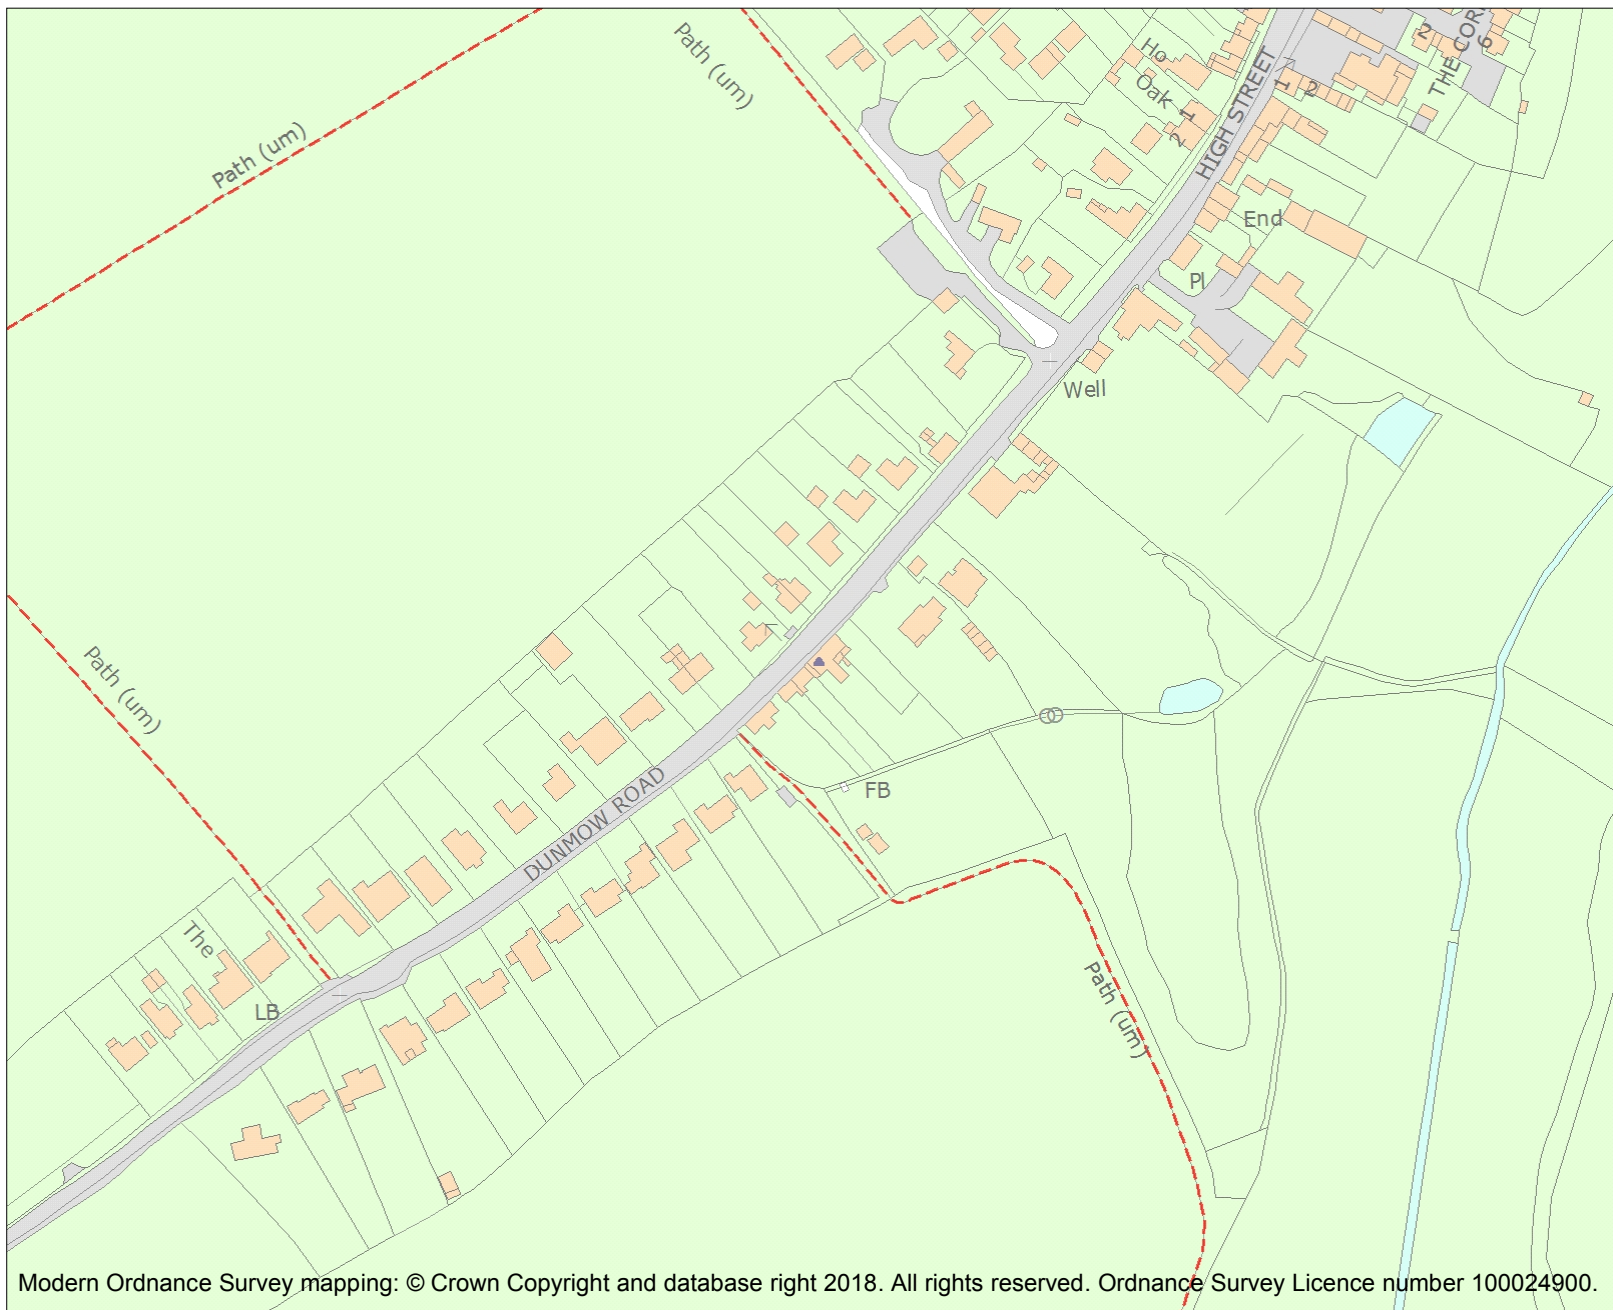 Path (um)
Path (um)
Ho
Oak
1
2
HIGH STREET
1
2
2
6
THE COR
End
Pl
Well
Path (um)
DUNMOW ROAD
FB
The
LB
Path (um)
Modern Ordnance Survey mapping: © Crown Copyright and database right 2018. All rights reserved. Ordnance Survey Licence number 100024900.